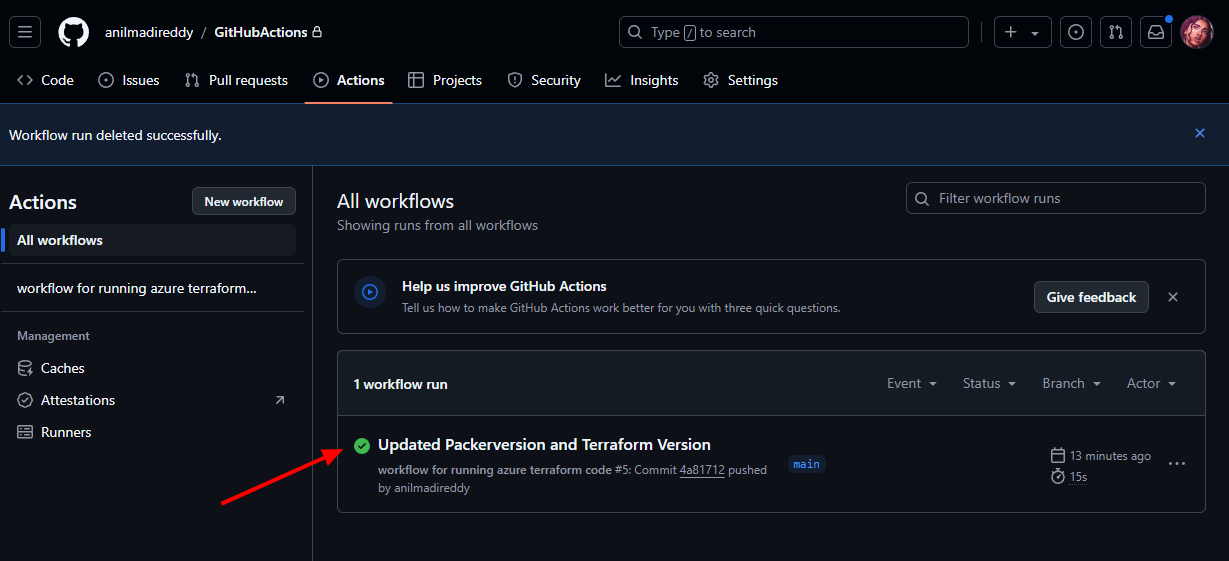 anilmadireddy / GitHubActions
Type / to search
Code Issues Pull requests Actions Projects Security Insights Settings
Workflow run deleted successfully.
Actions
New workflow
All workflows
workflow for running azure terraform...
Management
Caches
Attestations
Runners
All workflows
Showing runs from all workflows
Filter workflow runs
Help us improve GitHub Actions
Tell us how to make GitHub Actions work better for you with three quick questions.
Give feedback
1 workflow run
Event Status Branch Actor
Updated Packerversion and Terraform Version
workflow for running azure terraform code #5: Commit 4a81712 pushed
by anilmadireddy
main
13 minutes ago
15s